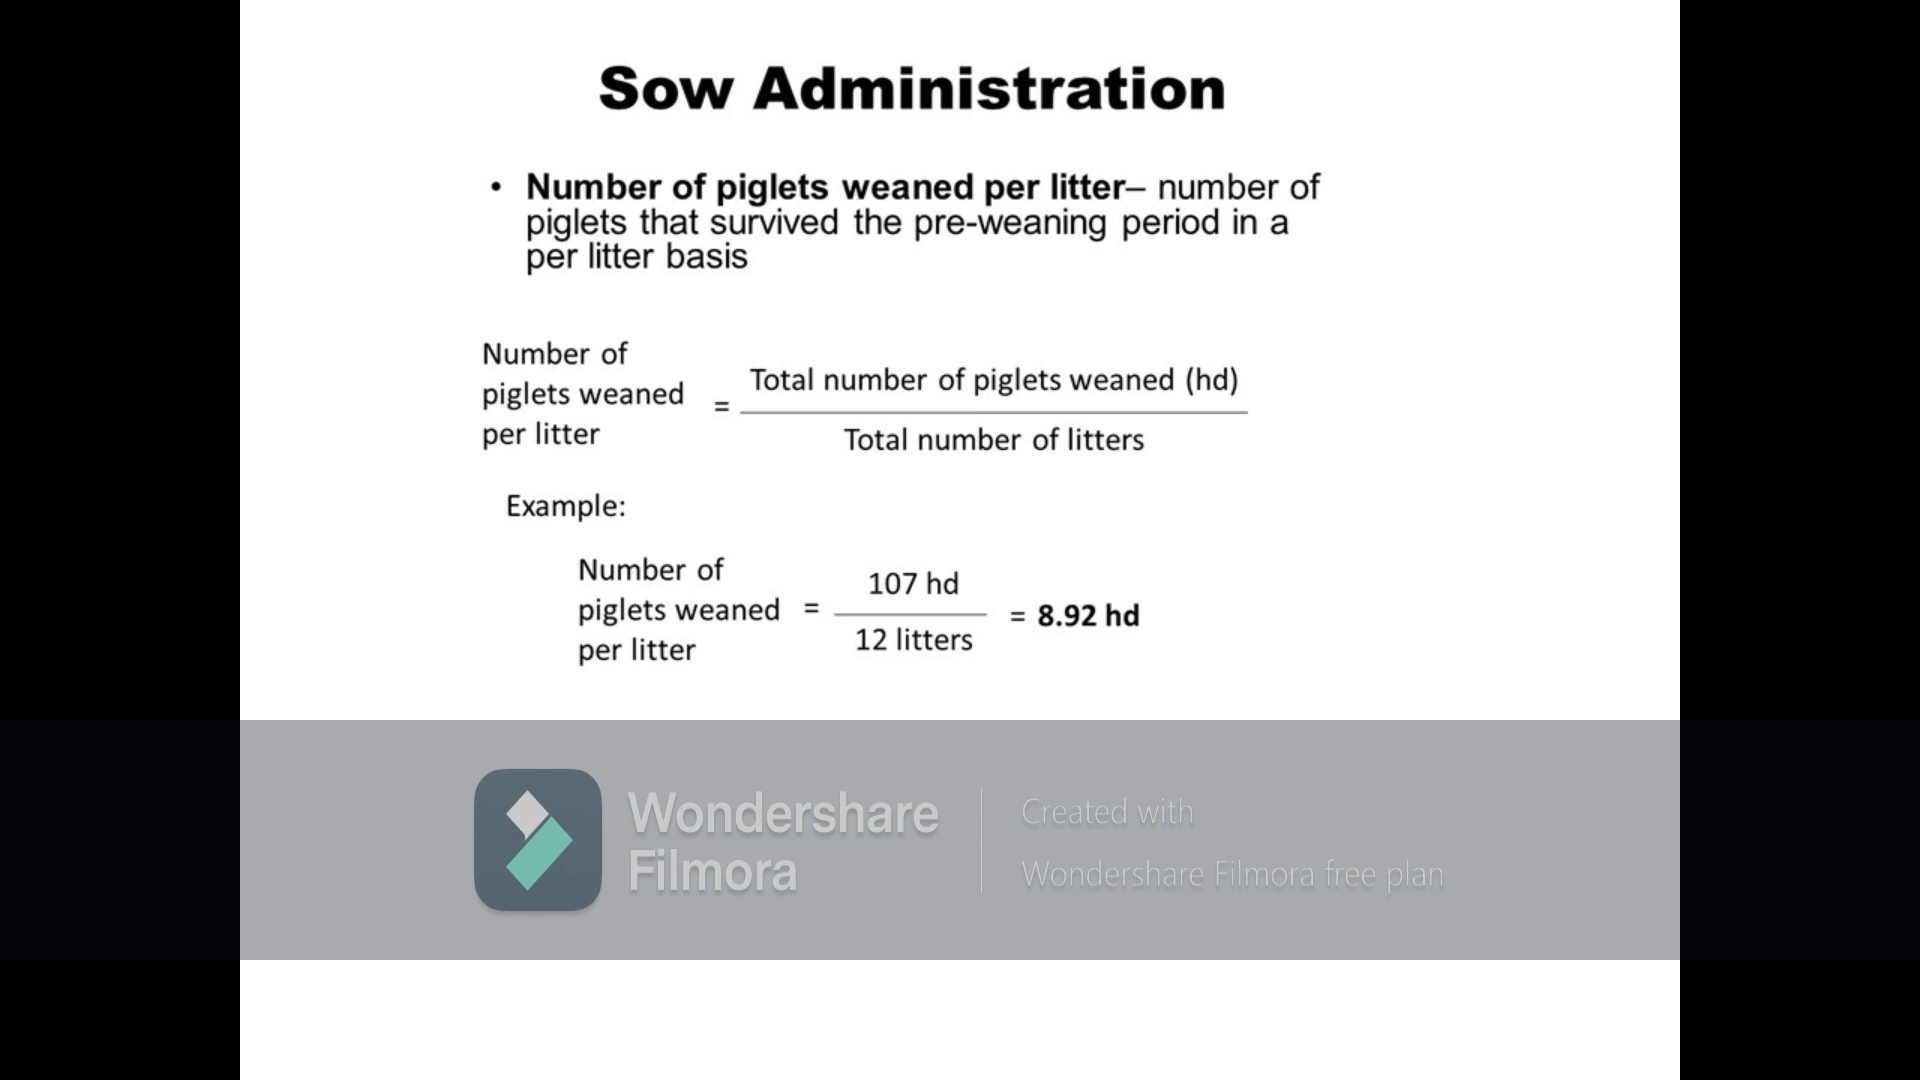 Sow Administration
• Number of piglets weaned per litter– number of
piglets that survived the pre-weaning period in a
per litter basis
Number of
piglets weaned
per litter
=
Total number of piglets weaned (hd)
Total number of litters
Example:
Number of
piglets weaned
per litter
=
107 hd
12 litters
= 8.92 hd
Wondershare
Filmora
Created with
Wondershare Filmora free plan